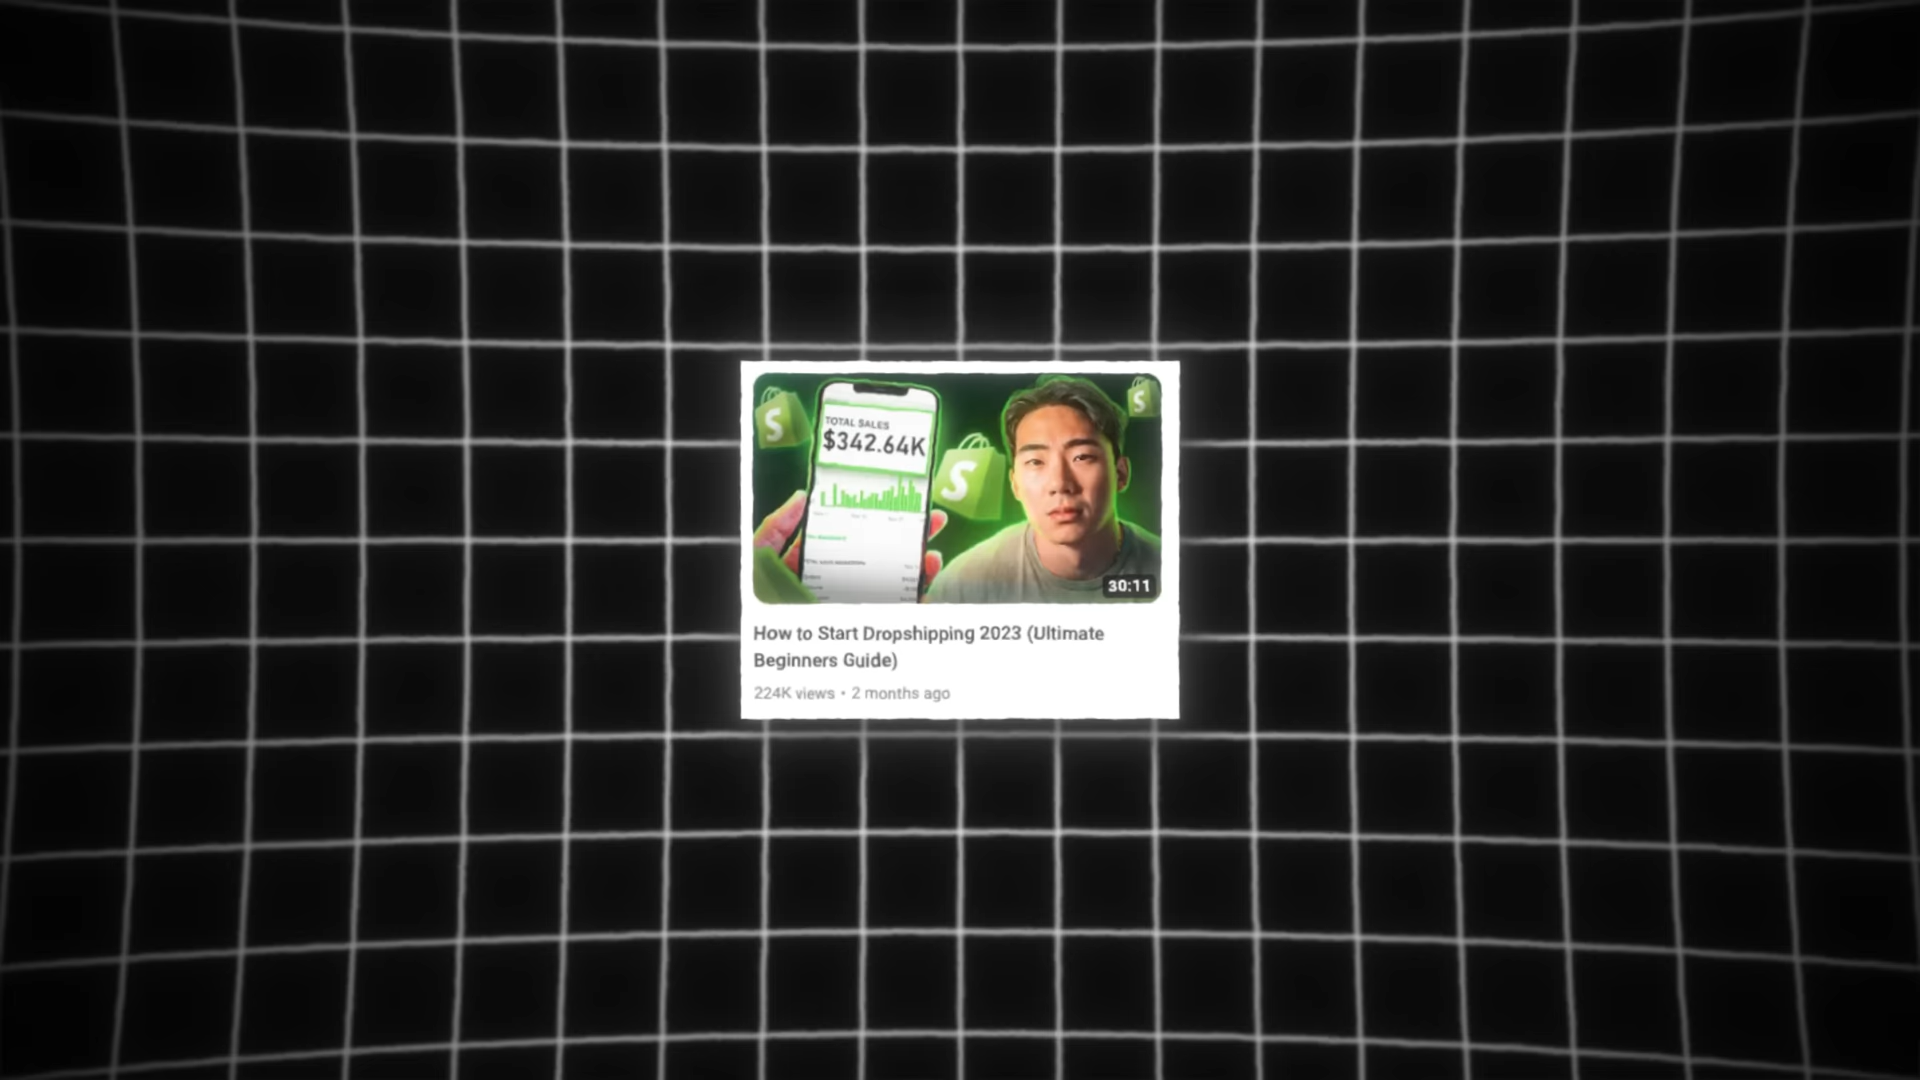 TOTAL SALES
$342.64K
S
S
S
30:11
How to Start Dropshipping 2023 (Ultimate
Beginners Guide)
224K views • 2 months ago